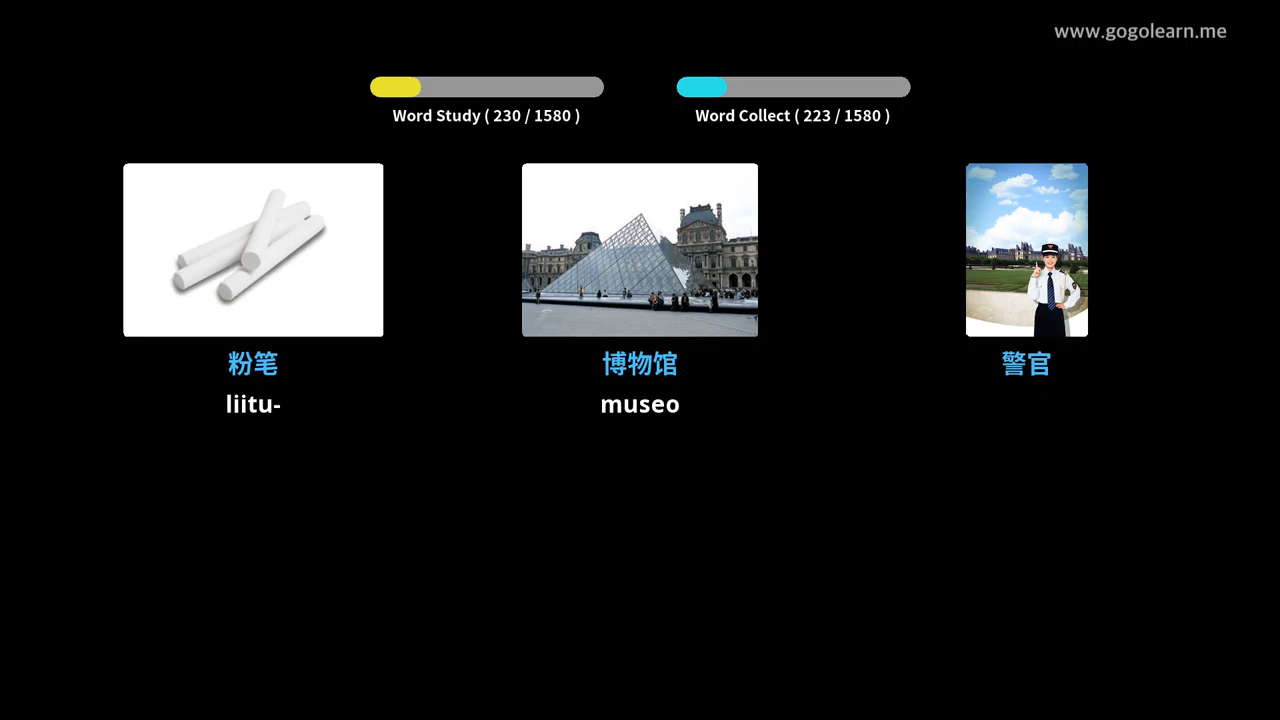 www.gogolearn.me
Word Study ( 230 / 1580 )
Word Collect ( 223 / 1580 )
粉笔
liitu-
博物馆
museo
警官